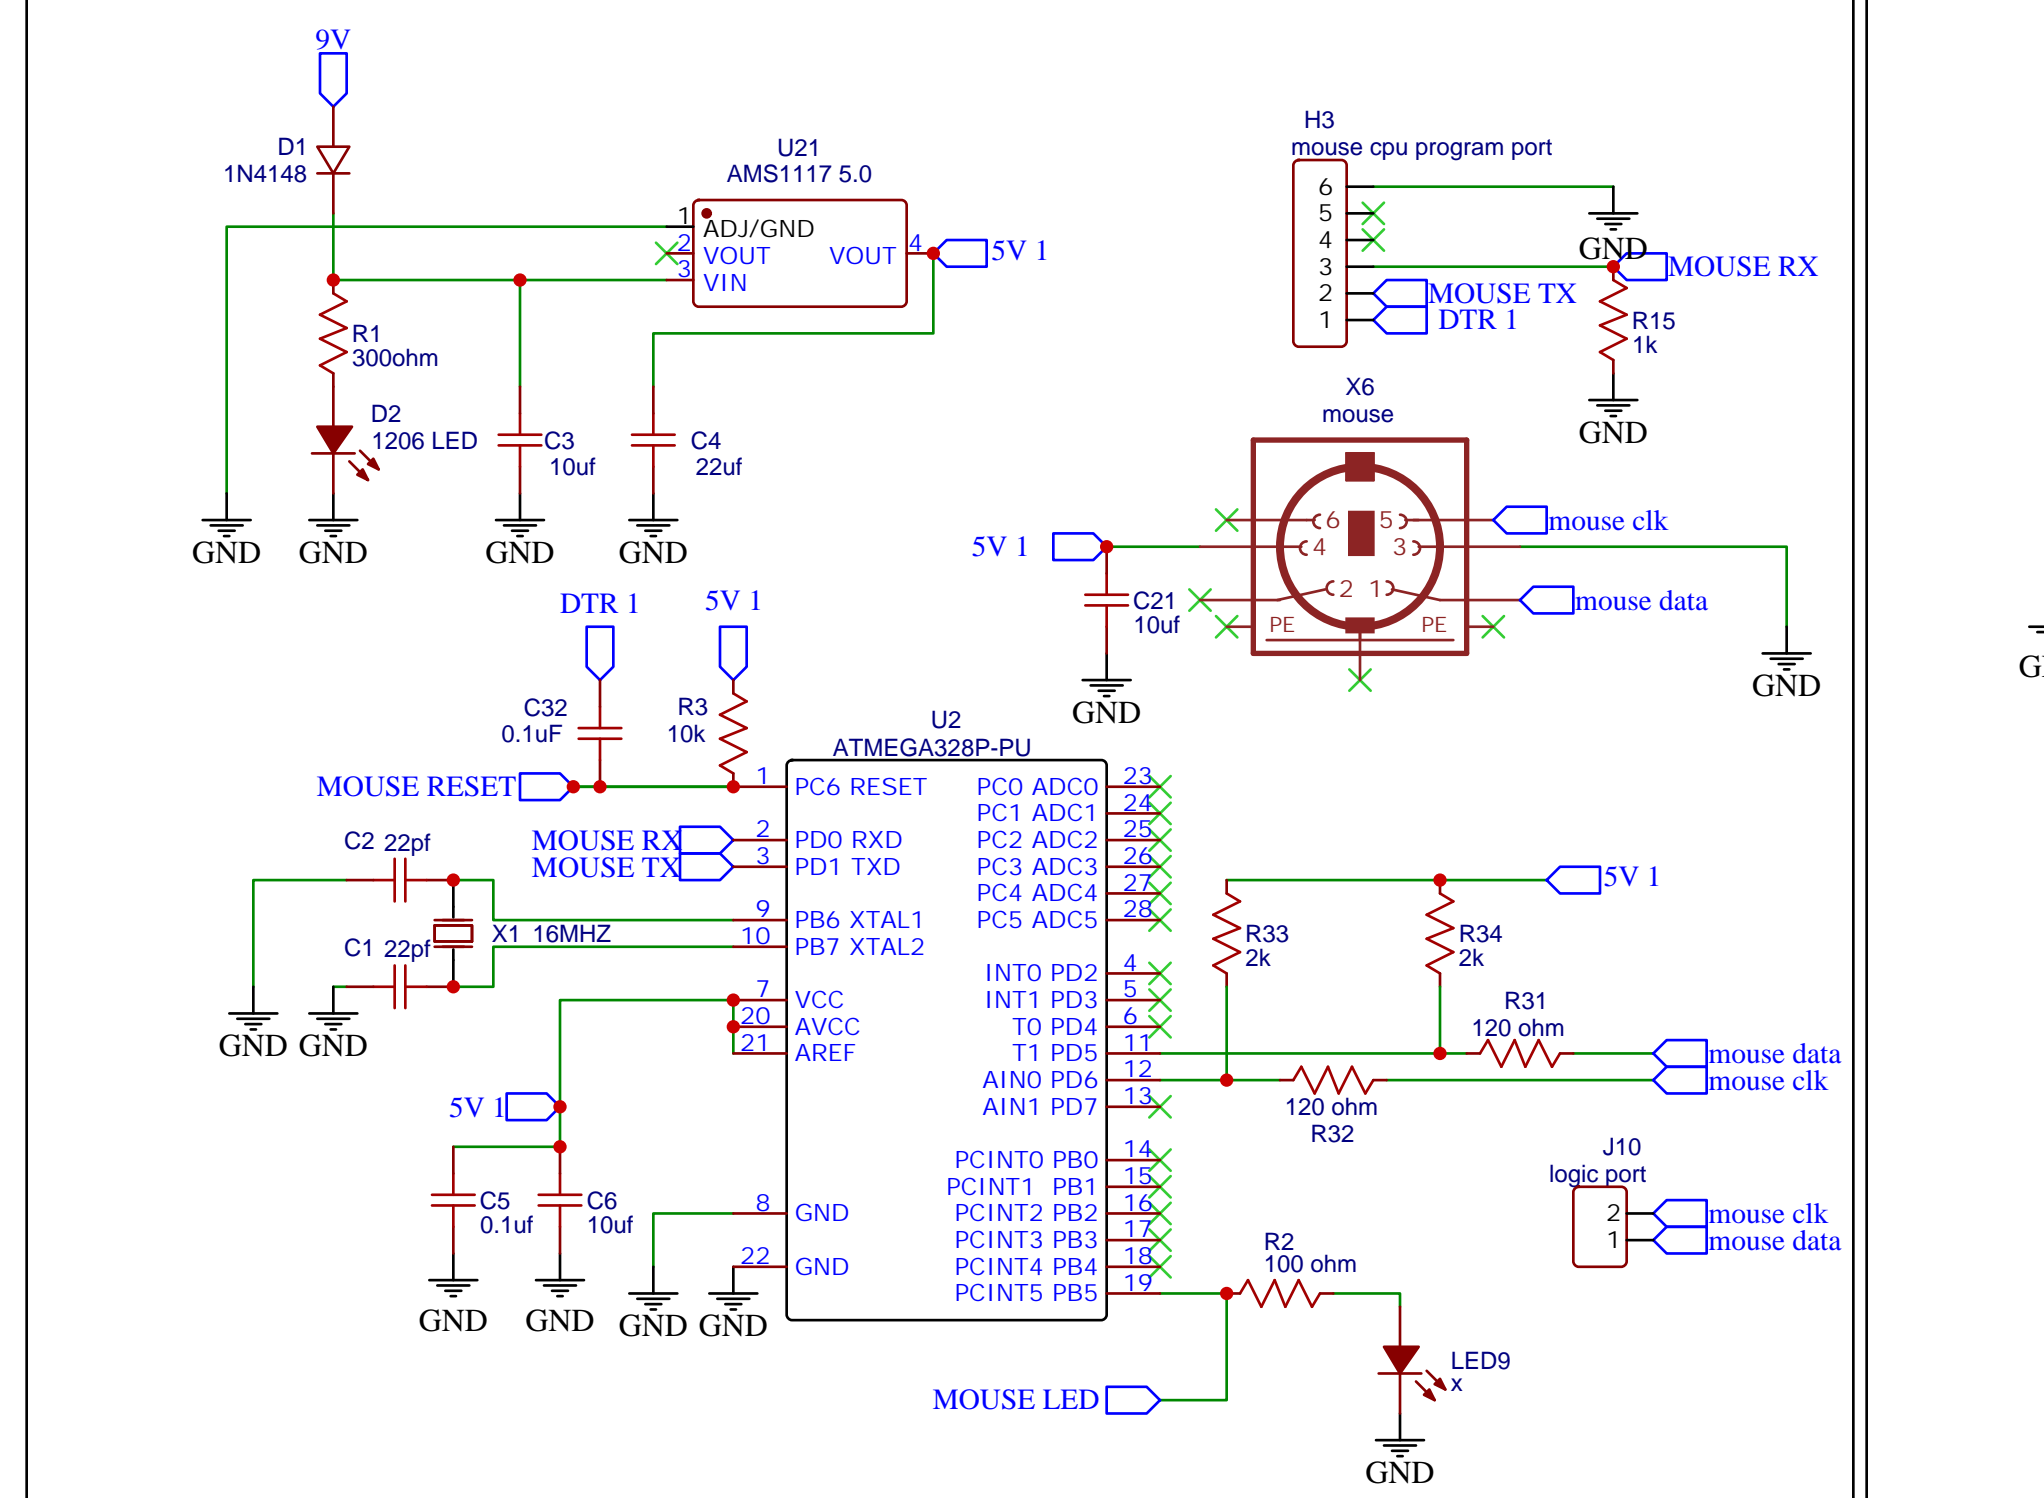 9V
D1
1N4148
U21
AMS1117 5.0
1
ADJ/GND
2
VOUT
3
VIN
VOUT
4
5V 1
R1
300ohm
D2
1206 LED
C3
10uf
C4
22uf
GND
GND
GND
GND
H3
mouse cpu program port
6
5
4
3
2
1
GND
MOUSE RX
MOUSE TX
DTR 1
R15
1k
GND
X6
mouse
6
5
4
3
2
1
PE
PE
mouse clk
mouse data
5V 1
C21
10uf
GND
GND
DTR 1
5V 1
C32
0.1uF
R3
10k
MOUSE RESET
MOUSE RX
MOUSE TX
C2 22pf
C1 22pf
X1 16MHZ
GND
GND
5V 1
C5
0.1uf
C6
10uf
GND
GND
GND
GND
U2
ATMEGA328P-PU
1
PC6 RESET
2
PD0 RXD
3
PD1 TXD
9
PB6 XTAL1
10
PB7 XTAL2
7
VCC
20
AVCC
21
AREF
8
GND
22
GND
PC0 ADC0
23
PC1 ADC1
24
PC2 ADC2
25
PC3 ADC3
26
PC4 ADC4
27
PC5 ADC5
28
INT0 PD2
4
INT1 PD3
5
T0 PD4
6
T1 PD5
11
AIN0 PD6
12
AIN1 PD7
13
PCINT0 PB0
14
PCINT1 PB1
15
PCINT2 PB2
16
PCINT3 PB3
17
PCINT4 PB4
18
PCINT5 PB5
19
5V 1
R33
2k
R34
2k
R31
120 ohm
120 ohm
R32
mouse data
mouse clk
J10
logic port
2
1
mouse clk
mouse data
R2
100 ohm
LED9
x
MOUSE LED
GND